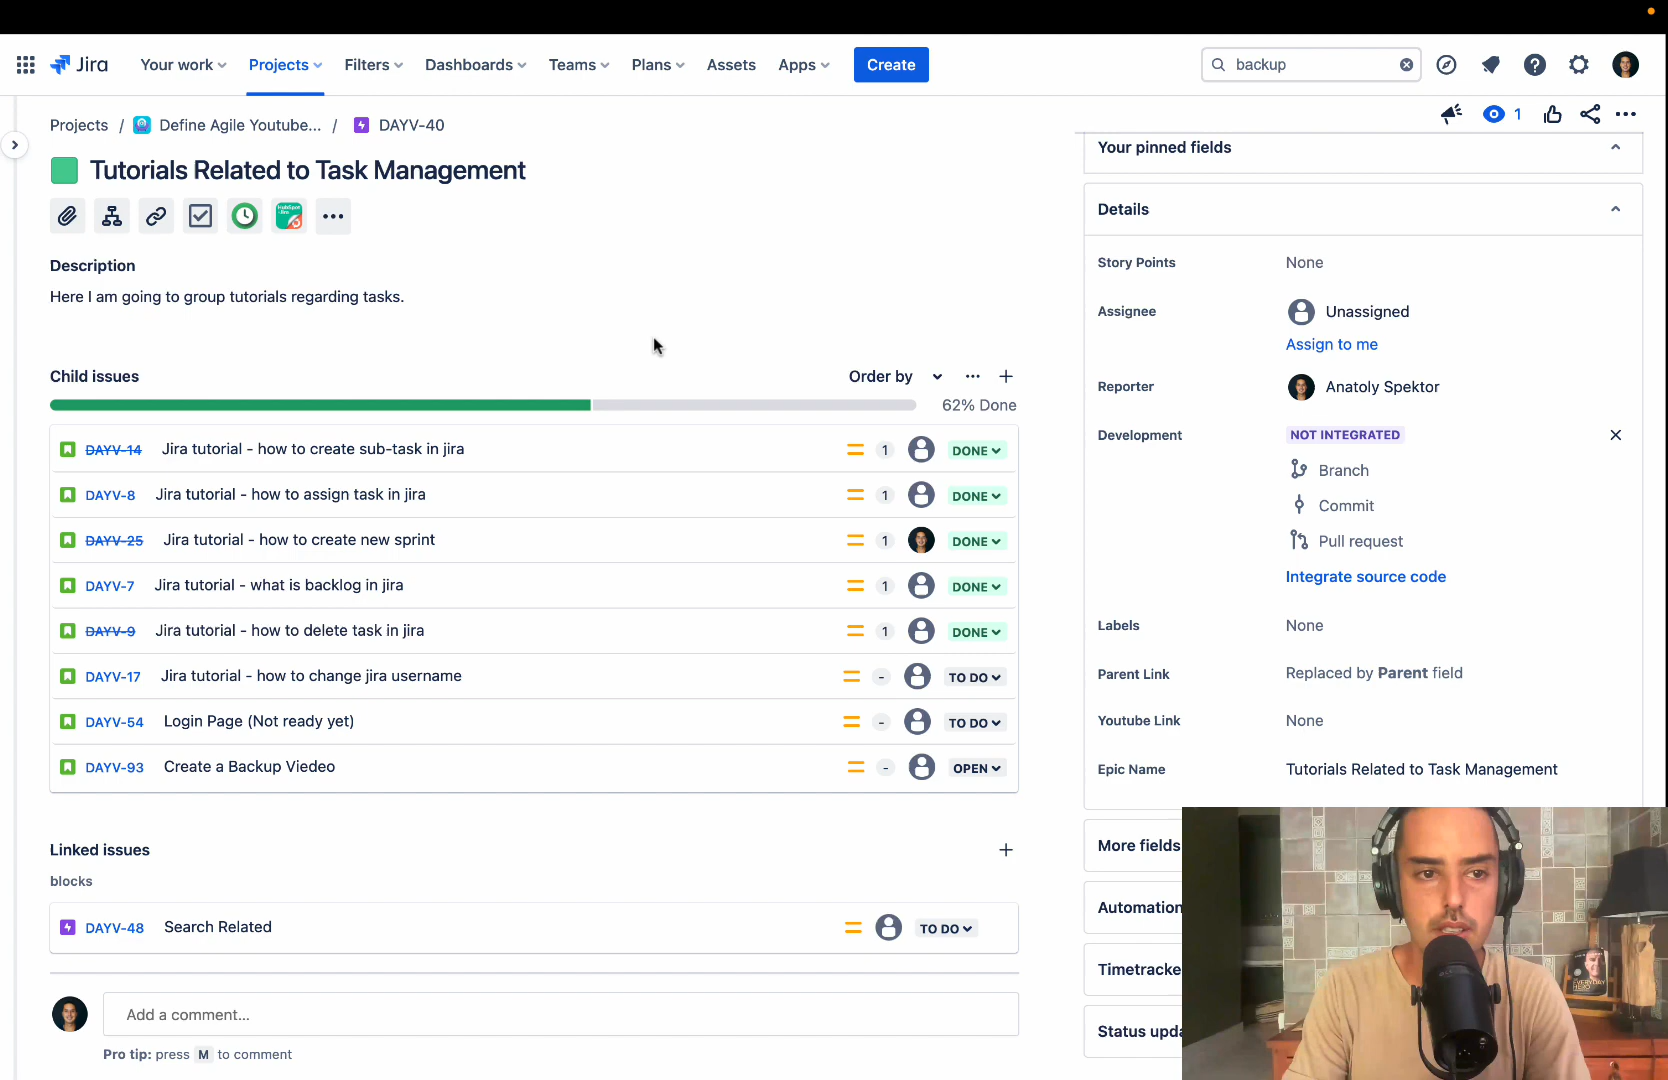 Jira
Your work
Projects
Filters
Dashboards
Teams
Plans
Assets
Apps
Create
backup
Projects / Define Agile Youtube... / DAYV-40
1
Tutorials Related to Task Management
Description
Here I am going to group tutorials regarding tasks.
Child issues
Order by
62% Done
DAYV-14 Jira tutorial - how to create sub-task in jira 1 DONE
DAYV-8 Jira tutorial - how to assign task in jira 1 DONE
DAYV-25 Jira tutorial - how to create new sprint 1 DONE
DAYV-7 Jira tutorial - what is backlog in jira 1 DONE
DAYV-9 Jira tutorial - how to delete task in jira 1 DONE
DAYV-17 Jira tutorial - how to change jira username - TO DO
DAYV-54 Login Page (Not ready yet) - TO DO
DAYV-93 Create a Backup Viedeo - OPEN
Linked issues
blocks
DAYV-48 Search Related TO DO
Add a comment...
Pro tip: press M to comment
Your pinned fields
Details
Story Points None
Assignee Unassigned
Assign to me
Reporter Anatoly Spektor
Development NOT INTEGRATED
Branch
Commit
Pull request
Integrate source code
Labels None
Parent Link Replaced by Parent field
Youtube Link None
Epic Name Tutorials Related to Task Management
More fields
Automation
Timetracke
Status upda
EVERYDAY
HERO